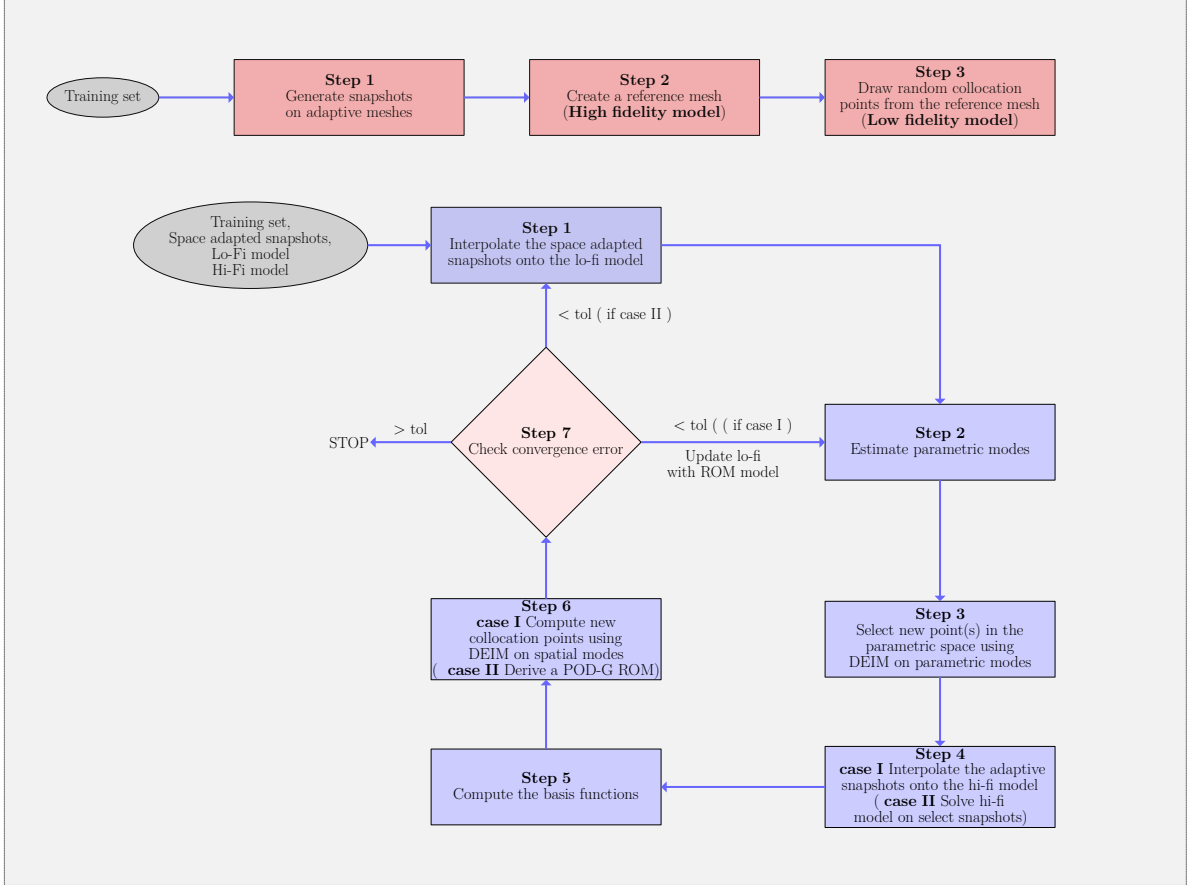 Training set
Step 1
Generate snapshots
on adaptive meshes
Step 2
Create a reference mesh
(High fidelity model)
Step 3
Draw random collocation
points from the reference mesh
(Low fidelity model)
Training set,
Space adapted snapshots,
Lo-Fi model
Hi-Fi model
Step 1
Interpolate the space adapted
snapshots onto the lo-fi model
< tol ( if case II )
STOP
> tol
Step 7
Check convergence error
< tol ( ( if case I )
Update lo-fi
with ROM model
Step 2
Estimate parametric modes
Step 3
Select new point(s) in the
parametric space using
DEIM on parametric modes
Step 4
case I Interpolate the adaptive
snapshots onto the hi-fi model
( case II Solve hi-fi
model on select snapshots)
Step 5
Compute the basis functions
Step 6
case I Compute new
collocation points using
DEIM on spatial modes
( case II Derive a POD-G ROM)